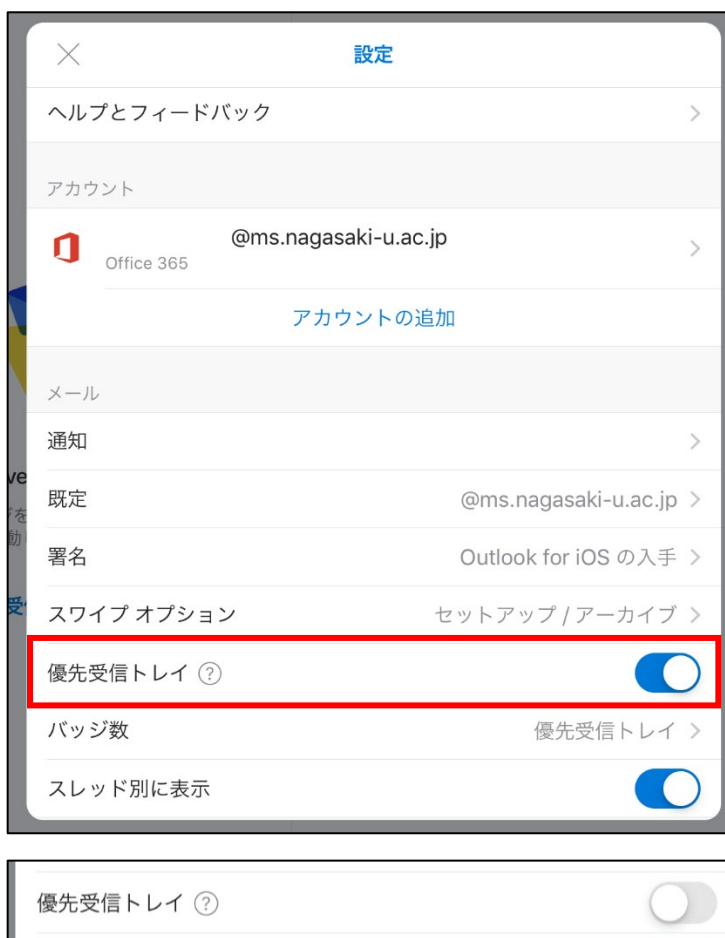 設定
ヘルプとフィードバック
アカウント
@ms.nagasaki-u.ac.jp
Office 365
アカウントの追加
メール
通知
既定 @ms.nagasaki-u.ac.jp
署名 Outlook for iOS の入手
スワイプ オプション セットアップ / アーカイブ
優先受信トレイ ?
バッジ数 優先受信トレイ
スレッド別に表示
優先受信トレイ ?